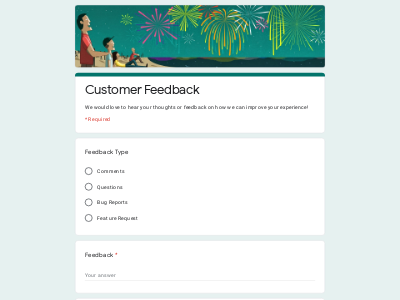 Customer Feedback
We would love to hear your thoughts or feedback on how we can improve your experience!
* Required
Feedback Type
Comments
Questions
Bug Reports
Feature Request
Feedback *
Your answer